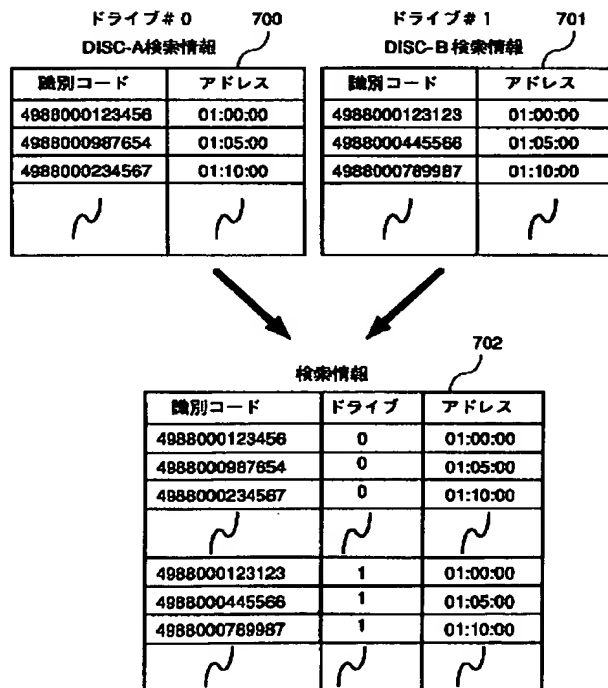 ドライブ# 0 700
DISC-A検索情報
識別コード アドレス
4988000123456 01:00:00
4988000987654 01:05:00
4988000234567 01:10:00
ドライブ# 1 701
DISC-B検索情報
識別コード アドレス
4988000123123 01:00:00
4988000445566 01:05:00
4988000789987 01:10:00
702
検索情報
識別コード ドライブ アドレス
4988000123456 0 01:00:00
4988000987654 0 01:05:00
4988000234567 0 01:10:00
4988000123123 1 01:00:00
4988000445566 1 01:05:00
4988000789987 1 01:10:00